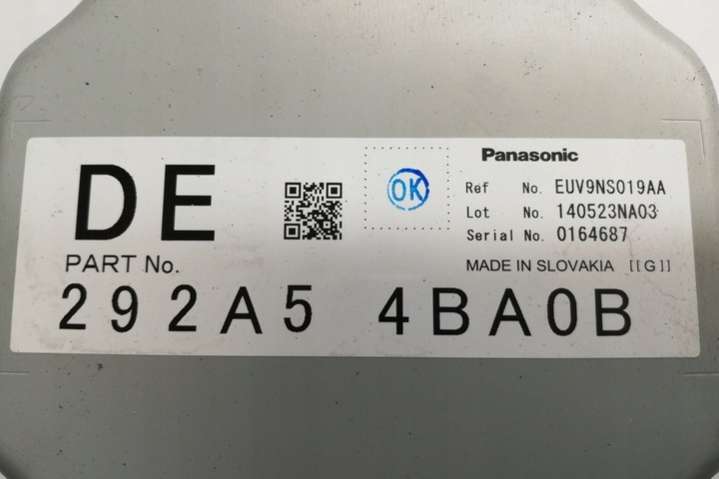 DE
PART No.
292A5 4BA0B
OK
Panasonic
Ref No. EUV9NS019AA
Lot No. 140523NA03
Serial No. 0164687
MADE IN SLOVAKIA [[G]]